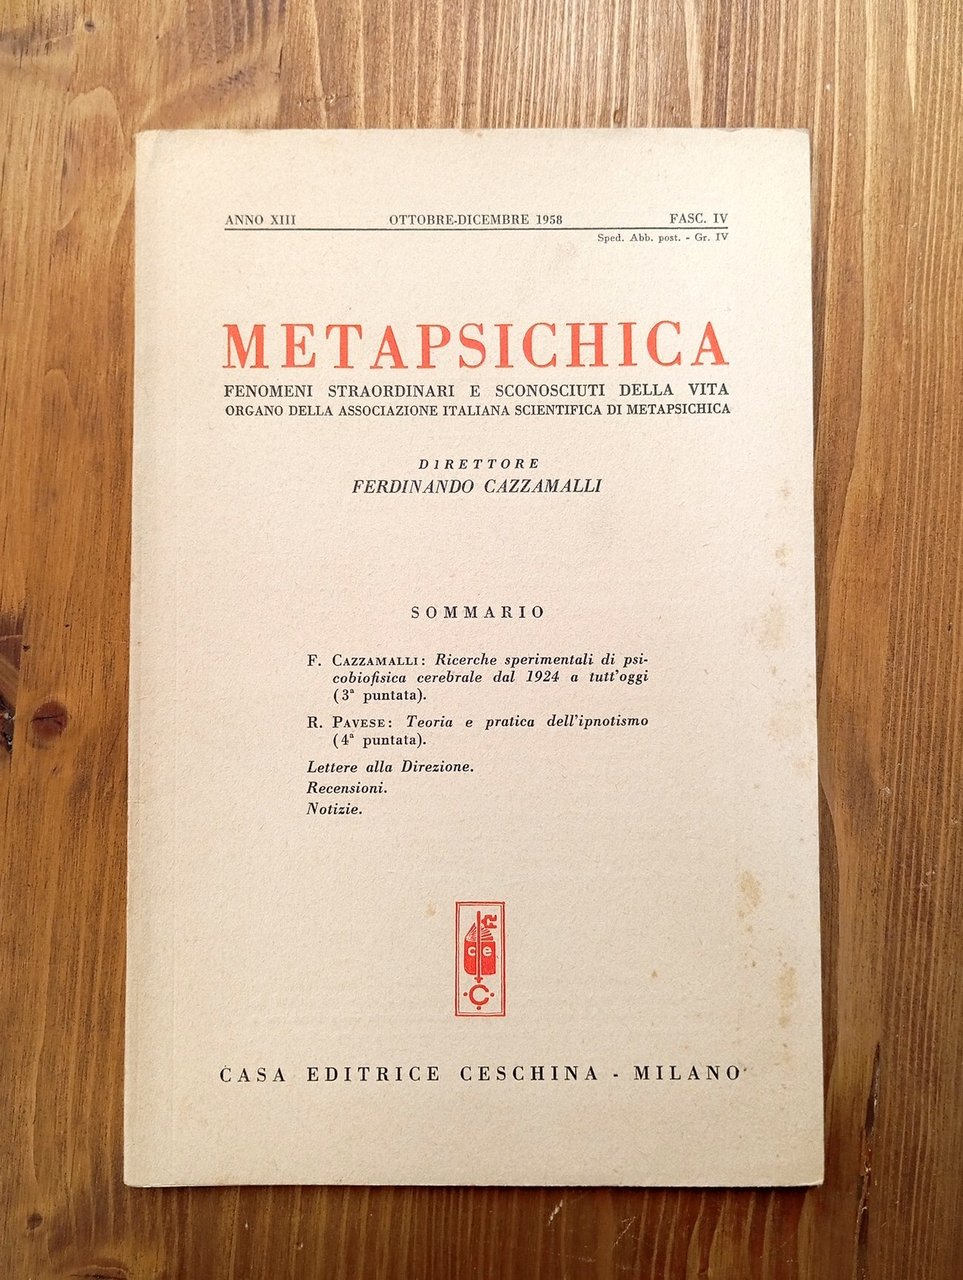 ANNO XIII OTTOBRE-DICEMBRE 1958 FASC. IV
Sped. Abb. post. - Gr. IV
METAPSICHICA
FENOMENI STRAORDINARI E SCONOSCIUTI DELLA VITA
ORGANO DELLA ASSOCIAZIONE ITALIANA SCIENTIFICA DI METAPSICHICA
DIRETTORE
FERDINANDO CAZZAMALLI
SOMMARIO
F. CAZZAMALLI: Ricerche sperimentali di psi-
cobiofisica cerebrale dal 1924 a tutt'oggi
(3ª puntata).
R. PAVESE: Teoria e pratica dell'ipnotismo
(4ª puntata).
Lettere alla Direzione.
Recensioni.
Notizie.
c e
C
CASA EDITRICE CESCHINA - MILANO